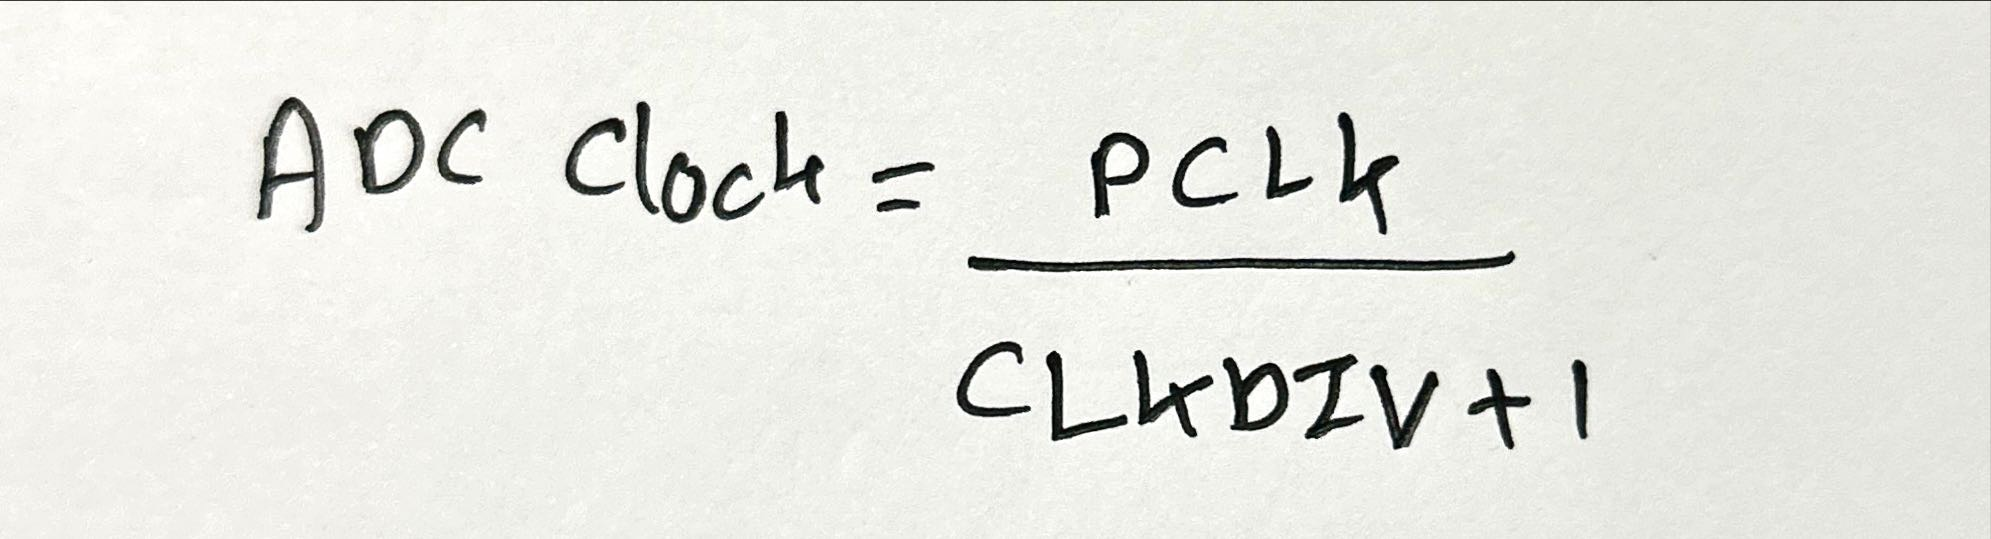 ADC Clock = PCLK
CLKDIV + 1